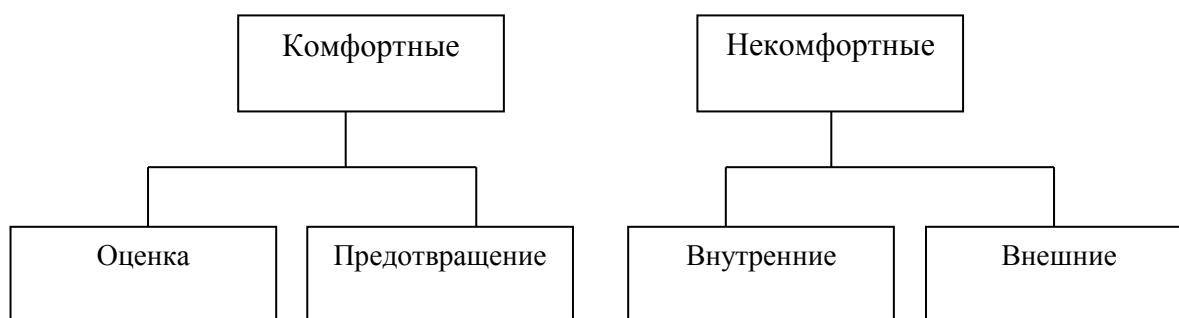 Комфортные
Некомфортные
Оценка
Предотвращение
Внутренние
Внешние